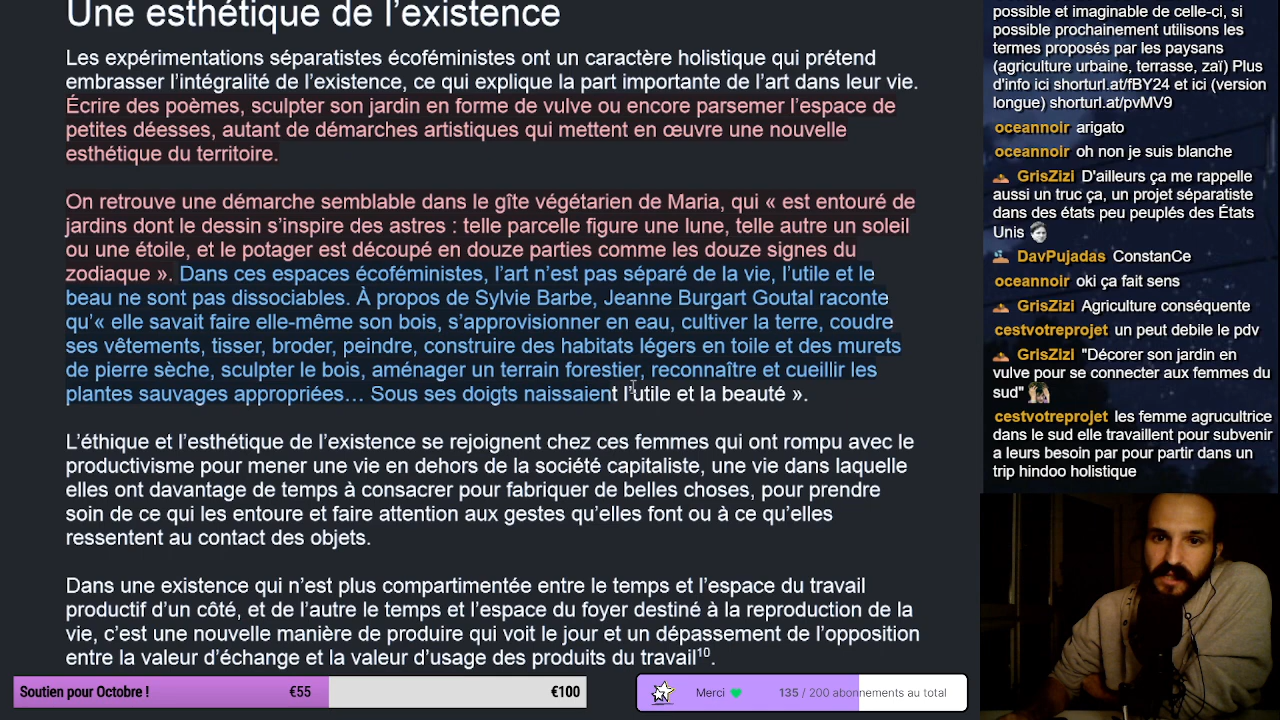 Une esthétique de l’existence
Les expérimentations séparatistes écoféministes ont un caractère holistique qui prétend
embrasser l’intégralité de l’existence, ce qui explique la part importante de l’art dans leur vie.
Écrire des poèmes, sculpter son jardin en forme de vulve ou encore parsemer l’espace de
petites déesses, autant de démarches artistiques qui mettent en œuvre une nouvelle
esthétique du territoire.
On retrouve une démarche semblable dans le gîte végétarien de Maria, qui « est entouré de
jardins dont le dessin s’inspire des astres : telle parcelle figure une lune, telle autre un soleil
ou une étoile, et le potager est découpé en douze parties comme les douze signes du
zodiaque ». Dans ces espaces écoféministes, l’art n’est pas séparé de la vie, l’utile et le
beau ne sont pas dissociables. À propos de Sylvie Barbe, Jeanne Burgart Goutal raconte
qu’« elle savait faire elle-même son bois, s’approvisionner en eau, cultiver la terre, coudre
ses vêtements, tisser, broder, peindre, construire des habitats légers en toile et des murets
de pierre sèche, sculpter le bois, aménager un terrain forestier, reconnaître et cueillir les
plantes sauvages appropriées… Sous ses doigts naissaient l’utile et la beauté ».
L’éthique et l’esthétique de l’existence se rejoignent chez ces femmes qui ont rompu avec le
productivisme pour mener une vie en dehors de la société capitaliste, une vie dans laquelle
elles ont davantage de temps à consacrer pour fabriquer de belles choses, pour prendre
soin de ce qui les entoure et faire attention aux gestes qu’elles font ou à ce qu’elles
ressentent au contact des objets.
Dans une existence qui n’est plus compartimentée entre le temps et l’espace du travail
productif d’un côté, et de l’autre le temps et l’espace du foyer destiné à la reproduction de la
vie, c’est une nouvelle manière de produire qui voit le jour et un dépassement de l’opposition
entre la valeur d’échange et la valeur d’usage des produits du travail¹⁰.
Soutien pour Octobre ! €55 €100
Merci 135 / 200 abonnements au total
possible et imaginable de celle-ci, si
possible prochainement utilisons les
termes proposés par les paysans
(agriculture urbaine, terrasse, zaï) Plus
d'info ici shorturl.at/fBY24 et ici (version
longue) shorturl.at/pvMV9
oceannoir arigato
oceannoir oh non je suis blanche
GrisZizi D'ailleurs ça me rappelle
aussi un truc ça, un projet séparatiste
dans des états peu peuplés des États
Unis
DavPujadas ConstanCe
oceannoir oki ça fait sens
GrisZizi Agriculture conséquente
cestvotreprojet un peut debile le pdv
GrisZizi "Décorer son jardin en
vulve pour se connecter aux femmes du
sud"
cestvotreprojet les femme agrucultrice
dans le sud elle travaillent pour subvenir
a leurs besoin par pour partir dans un
trip hindoo holistique